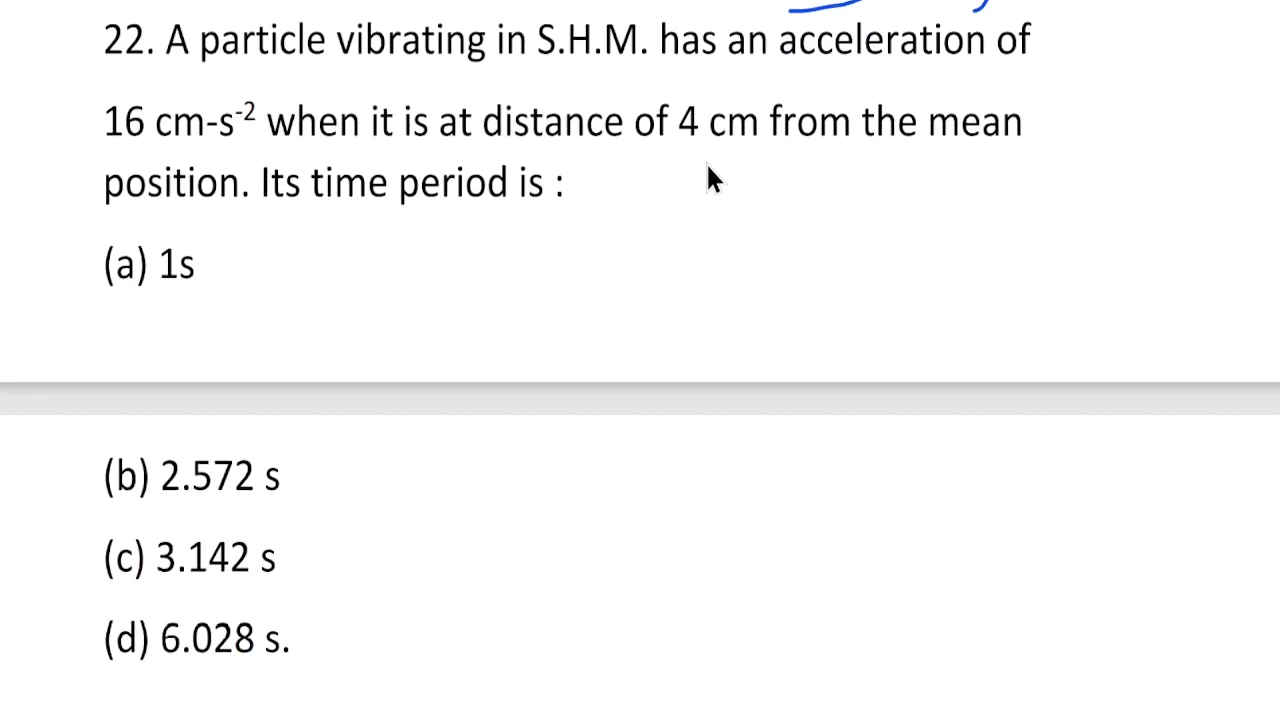 22. A particle vibrating in S.H.M. has an acceleration of
16 cm-s⁻² when it is at distance of 4 cm from the mean
position. Its time period is :
(a) 1s
(b) 2.572 s
(c) 3.142 s
(d) 6.028 s.